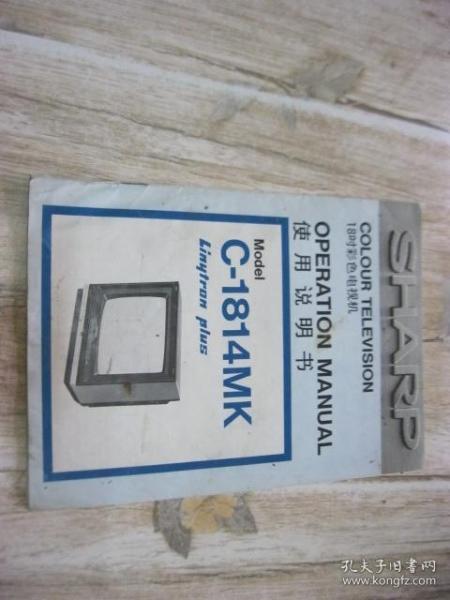 SHARP
COLOUR TELEVISION
18吋彩色电视机
OPERATION MANUAL
使用说明书
Model
C-1814MK
Linytron plus
孔夫子旧书网
www.kongfz.com